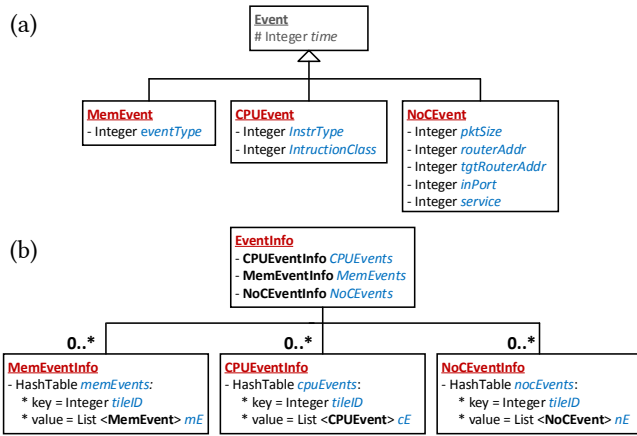 (a)
Event
# Integer time
MemEvent
- Integer eventType
CPUEvent
- Integer InstrType
- Integer IntructionClass
NoCEvent
- Integer pktSize
- Integer routerAddr
- Integer tgtRouterAddr
- Integer inPort
- Integer service
(b)
EventInfo
- CPUEventInfo CPUEvents
- MemEventInfo MemEvents
- NoCEventInfo NoCEvents
0..*
0..*
0..*
MemEventInfo
- HashTable memEvents:
* key = Integer tileID
* value = List <MemEvent> mE
CPUEventInfo
- HashTable cpuEvents:
* key = Integer tileID
* value = List <CPUEvent> cE
NoCEventInfo
- HashTable nocEvents:
* key = Integer tileID
* value = List <NoCEvent> nE